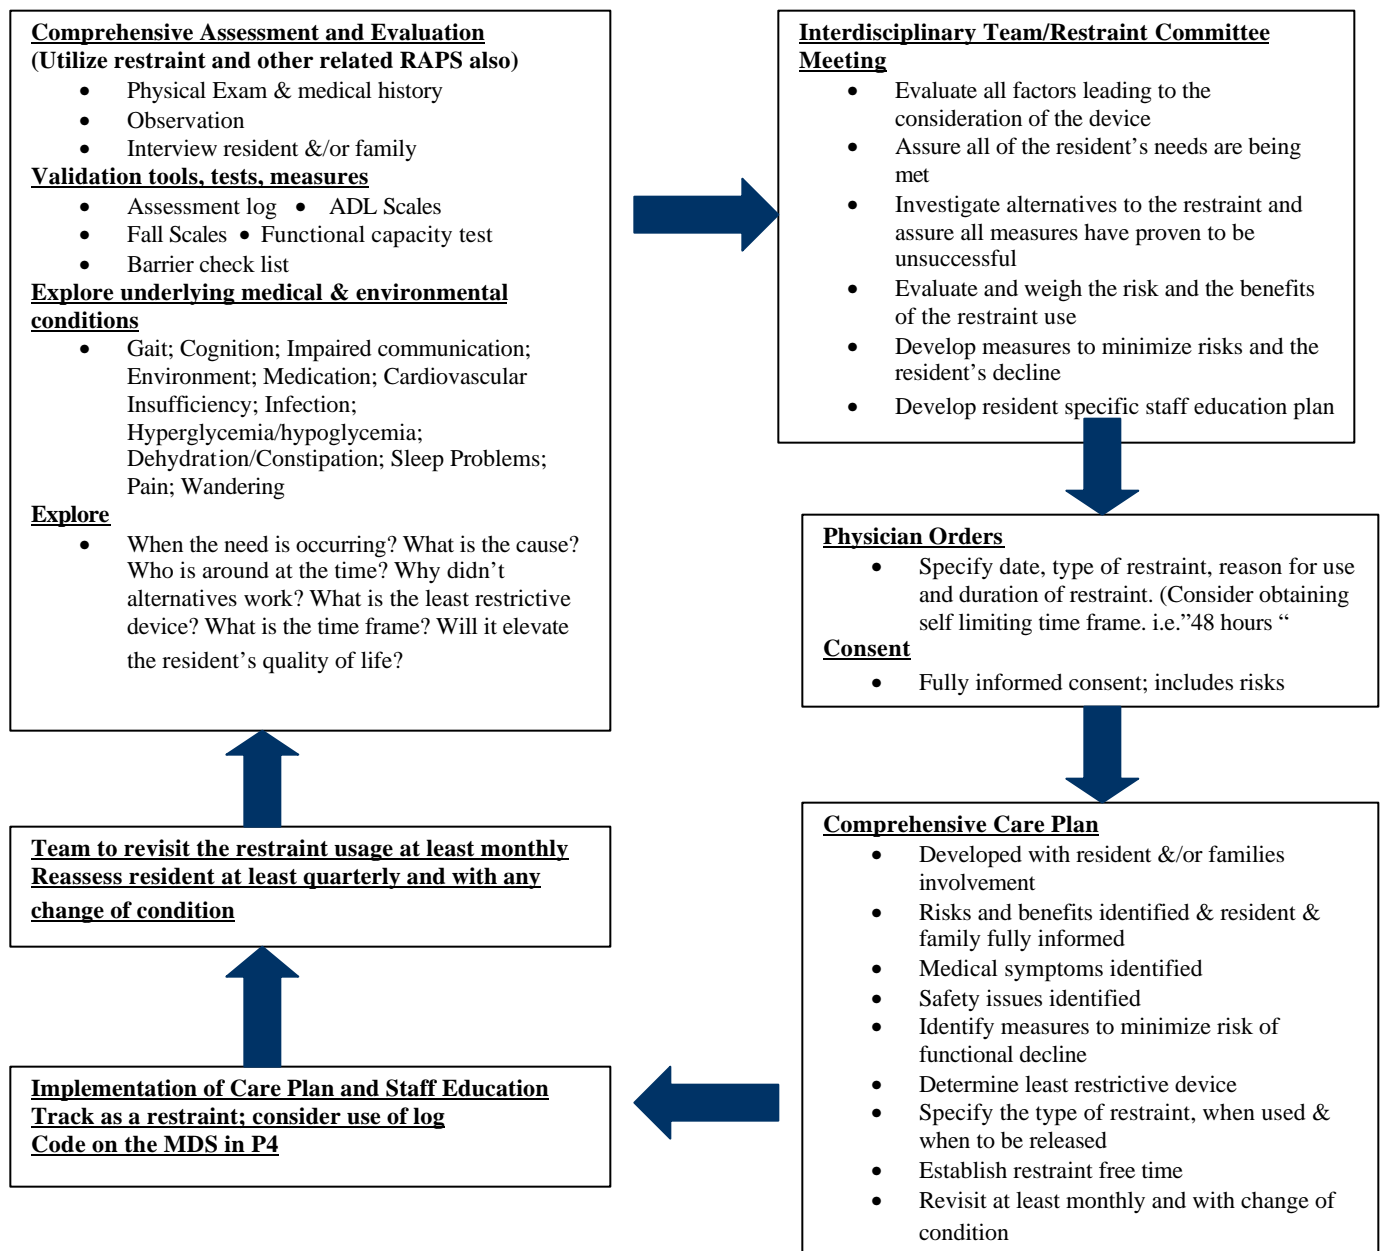 Comprehensive Assessment and Evaluation
(Utilize restraint and other related RAPS also)
• Physical Exam & medical history
• Observation
• Interview resident &/or family
Validation tools, tests, measures
• Assessment log • ADL Scales
• Fall Scales • Functional capacity test
• Barrier check list
Explore underlying medical & environmental
conditions
• Gait; Cognition; Impaired communication;
Environment; Medication; Cardiovascular
Insufficiency; Infection;
Hyperglycemia/hypoglycemia;
Dehydration/Constipation; Sleep Problems;
Pain; Wandering
Explore
• When the need is occurring? What is the cause?
Who is around at the time? Why didn’t
alternatives work? What is the least restrictive
device? What is the time frame? Will it elevate
the resident’s quality of life?
Interdisciplinary Team/Restraint Committee
Meeting
• Evaluate all factors leading to the
consideration of the device
• Assure all of the resident’s needs are being
met
• Investigate alternatives to the restraint and
assure all measures have proven to be
unsuccessful
• Evaluate and weigh the risk and the benefits
of the restraint use
• Develop measures to minimize risks and the
resident’s decline
• Develop resident specific staff education plan
Physician Orders
• Specify date, type of restraint, reason for use
and duration of restraint. (Consider obtaining
self limiting time frame. i.e.”48 hours “
Consent
• Fully informed consent; includes risks
Comprehensive Care Plan
• Developed with resident &/or families
involvement
• Risks and benefits identified & resident &
family fully informed
• Medical symptoms identified
• Safety issues identified
• Identify measures to minimize risk of
functional decline
• Determine least restrictive device
• Specify the type of restraint, when used &
when to be released
• Establish restraint free time
• Revisit at least monthly and with change of
condition
Implementation of Care Plan and Staff Education
Track as a restraint; consider use of log
Code on the MDS in P4
Team to revisit the restraint usage at least monthly
Reassess resident at least quarterly and with any
change of condition